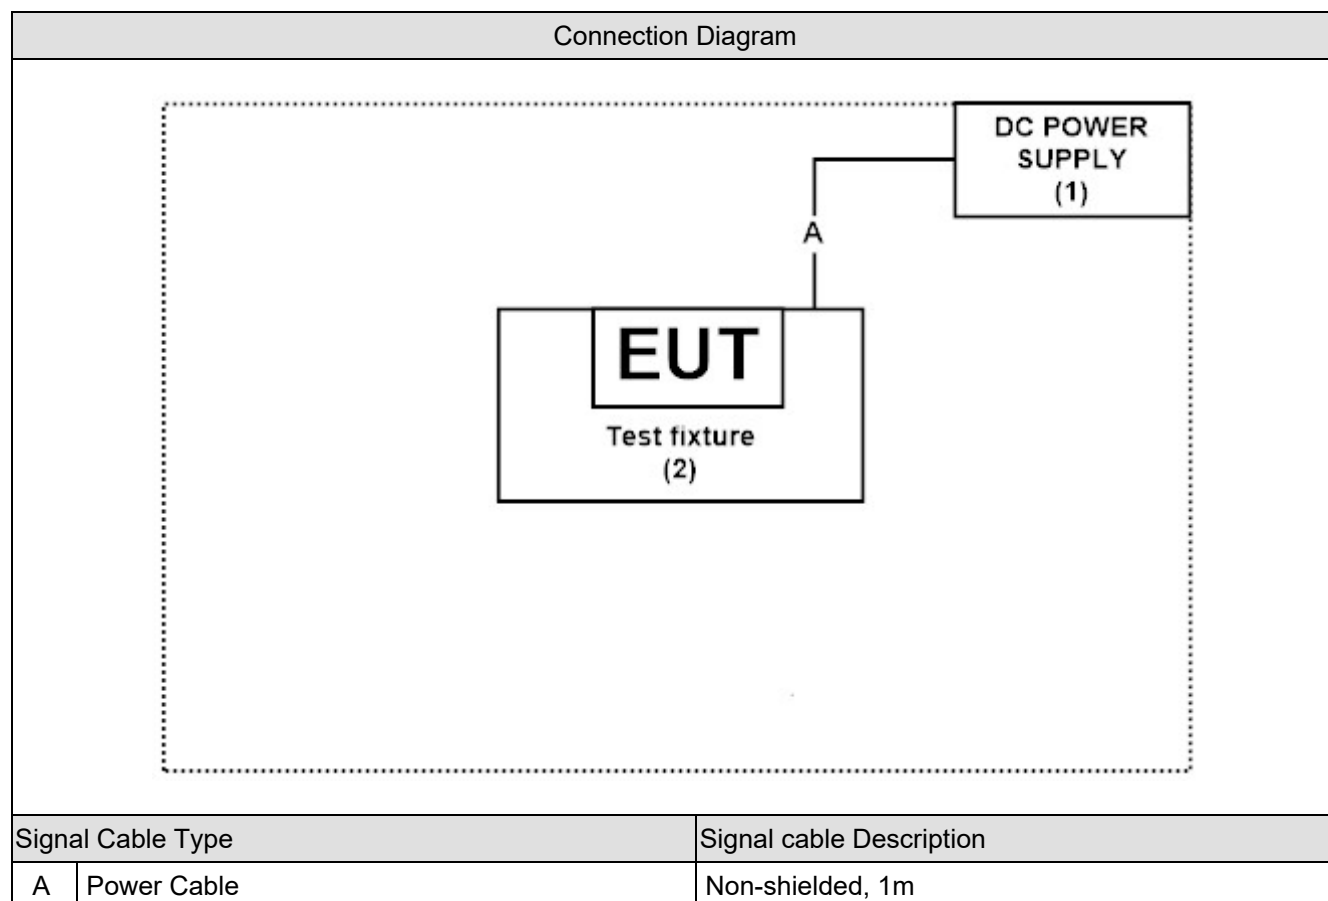 Connection Diagram
DC POWER
SUPPLY
(1)
A
EUT
Test fixture
(2)
Signal Cable Type Signal cable Description
A Power Cable Non-shielded, 1m